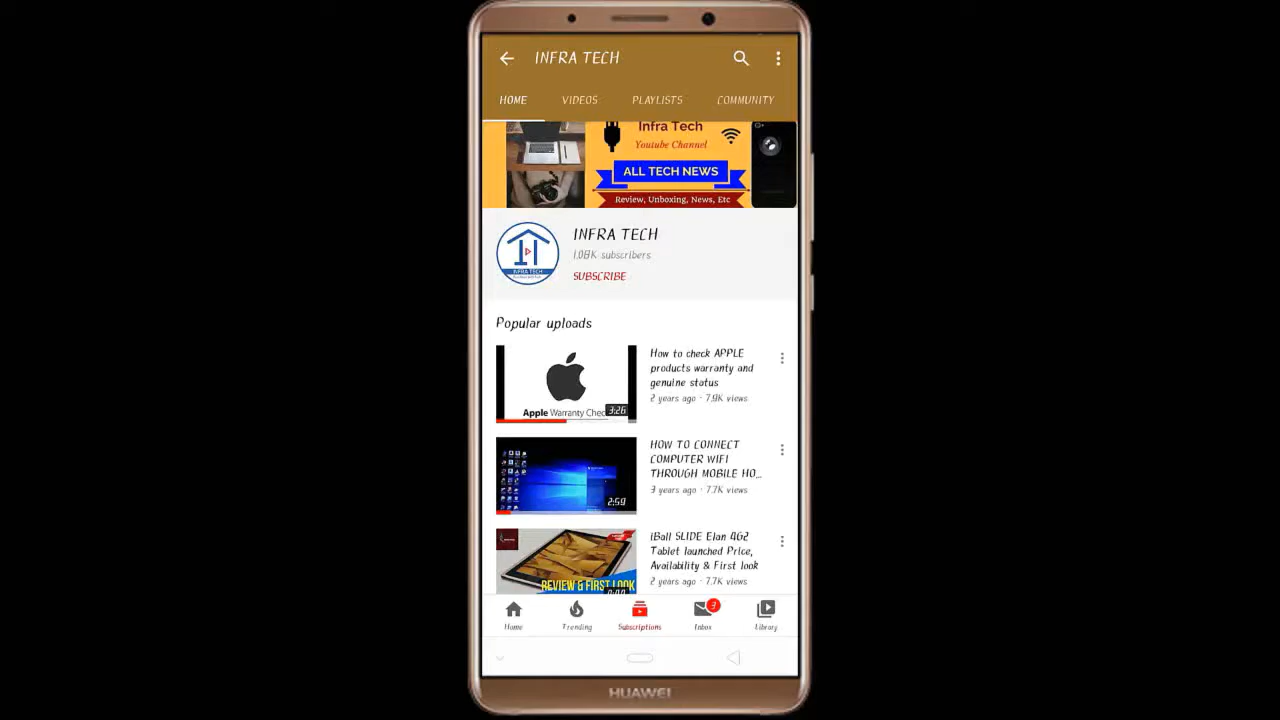 INFRA TECH
HOME VIDEOS PLAYLISTS COMMUNITY
Infra Tech
Youtube Channel
ALL TECH NEWS
Review, Unboxing, News, Etc
INFRA TECH
1.08K subscribers
SUBSCRIBE
INFRA TECH
Popular uploads
How to check APPLE
products warranty and
genuine status
2 years ago · 7.9K views
Apple Warranty Chec
3:26
HOW TO CONNECT
COMPUTER WIFI
THROUGH MOBILE HO...
3 years ago · 7.7K views
2:59
iBall SLIDE Elan 4G2
Tablet launched Price,
Availability & First look
2 years ago · 7.7K views
REVIEW & FIRST LOOK
Home Trending Subscriptions Inbox Library
HUAWEI